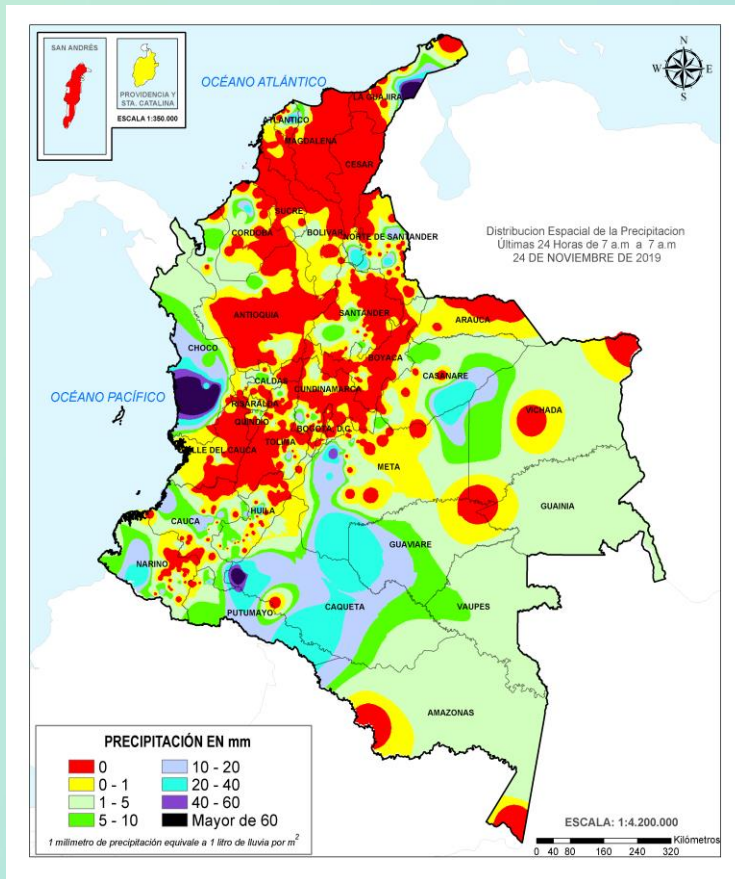 SAN ANDRÉS
PROVIDENCIA Y
STA. CATALINA
ESCALA 1:350.000
OCÉANO ATLÁNTICO
N
W E
S
LA GUAJIRA
ATLÁNTICO
MAGDALENA
CESAR
SUCRE
CORDOBA
BOLIVAR
NORTE DE SANTANDER
Distribucion Espacial de la Precipitacion
Últimas 24 Horas de 7 a.m a 7 a.m
24 DE NOVIEMBRE DE 2019
ANTIOQUIA
SANTANDER
ARAUCA
CHOCO
BOYACA
CASANARE
CALDAS
CUNDINAMARCA
OCÉANO PACÍFICO
RISARALDA
VICHADA
QUINDIO
BOGOTA D.C.
TOLIMA
VALLE DEL CAUCA
META
GUAINIA
HUILA
CAUCA
GUAVIARE
NARINO
CAQUETA
VAUPES
PUTUMAYO
AMAZONAS
PRECIPITACIÓN EN mm
0
0 - 1
1 - 5
5 - 10
10 - 20
20 - 40
40 - 60
Mayor de 60
1 milimetro de precipitación equivale a 1 litro de lluvia por m²
ESCALA: 1:4.200.000
Kilómetros
0 40 80 160 240 320